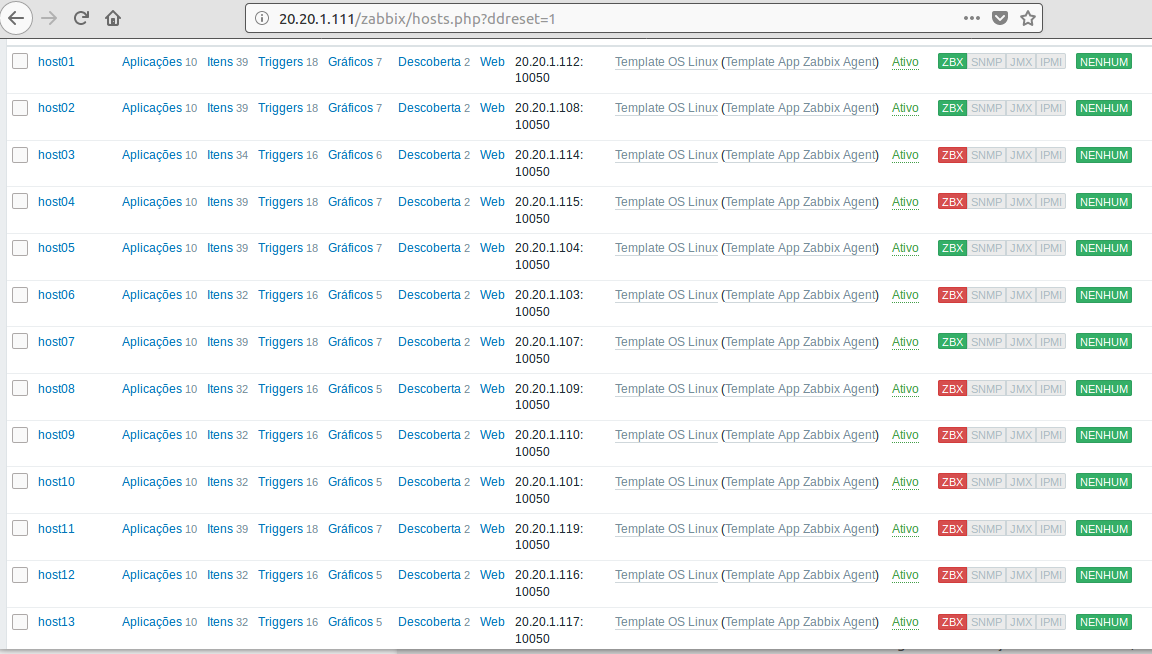 20.20.1.111/zabbix/hosts.php?ddreset=1
host01 Aplicações 10 Itens 39 Triggers 18 Gráficos 7 Descoberta 2 Web 20.20.1.112: Template OS Linux (Template App Zabbix Agent) Ativo ZBX SNMP JMX IPMI NENHUM
10050
host02 Aplicações 10 Itens 39 Triggers 18 Gráficos 7 Descoberta 2 Web 20.20.1.108: Template OS Linux (Template App Zabbix Agent) Ativo ZBX SNMP JMX IPMI NENHUM
10050
host03 Aplicações 10 Itens 34 Triggers 16 Gráficos 6 Descoberta 2 Web 20.20.1.114: Template OS Linux (Template App Zabbix Agent) Ativo ZBX SNMP JMX IPMI NENHUM
10050
host04 Aplicações 10 Itens 39 Triggers 18 Gráficos 7 Descoberta 2 Web 20.20.1.115: Template OS Linux (Template App Zabbix Agent) Ativo ZBX SNMP JMX IPMI NENHUM
10050
host05 Aplicações 10 Itens 39 Triggers 18 Gráficos 7 Descoberta 2 Web 20.20.1.104: Template OS Linux (Template App Zabbix Agent) Ativo ZBX SNMP JMX IPMI NENHUM
10050
host06 Aplicações 10 Itens 32 Triggers 16 Gráficos 5 Descoberta 2 Web 20.20.1.103: Template OS Linux (Template App Zabbix Agent) Ativo ZBX SNMP JMX IPMI NENHUM
10050
host07 Aplicações 10 Itens 39 Triggers 18 Gráficos 7 Descoberta 2 Web 20.20.1.107: Template OS Linux (Template App Zabbix Agent) Ativo ZBX SNMP JMX IPMI NENHUM
10050
host08 Aplicações 10 Itens 32 Triggers 16 Gráficos 5 Descoberta 2 Web 20.20.1.109: Template OS Linux (Template App Zabbix Agent) Ativo ZBX SNMP JMX IPMI NENHUM
10050
host09 Aplicações 10 Itens 32 Triggers 16 Gráficos 5 Descoberta 2 Web 20.20.1.110: Template OS Linux (Template App Zabbix Agent) Ativo ZBX SNMP JMX IPMI NENHUM
10050
host10 Aplicações 10 Itens 32 Triggers 16 Gráficos 5 Descoberta 2 Web 20.20.1.101: Template OS Linux (Template App Zabbix Agent) Ativo ZBX SNMP JMX IPMI NENHUM
10050
host11 Aplicações 10 Itens 39 Triggers 18 Gráficos 7 Descoberta 2 Web 20.20.1.119: Template OS Linux (Template App Zabbix Agent) Ativo ZBX SNMP JMX IPMI NENHUM
10050
host12 Aplicações 10 Itens 32 Triggers 16 Gráficos 5 Descoberta 2 Web 20.20.1.116: Template OS Linux (Template App Zabbix Agent) Ativo ZBX SNMP JMX IPMI NENHUM
10050
host13 Aplicações 10 Itens 32 Triggers 16 Gráficos 5 Descoberta 2 Web 20.20.1.117: Template OS Linux (Template App Zabbix Agent) Ativo ZBX SNMP JMX IPMI NENHUM
10050